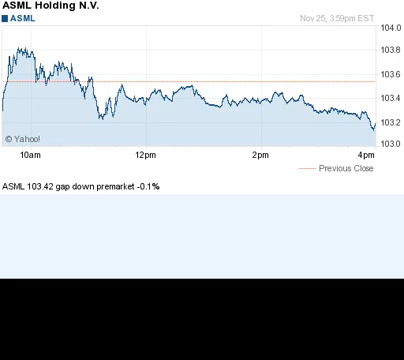 ASML Holding N.V.
ASML Nov 25, 3:59pm EST
104.0
103.8
103.6
103.4
103.2
103.0
© Yahoo!
10am 12pm 2pm 4pm
Previous Close
ASML 103.42 gap down premarket -0.1%